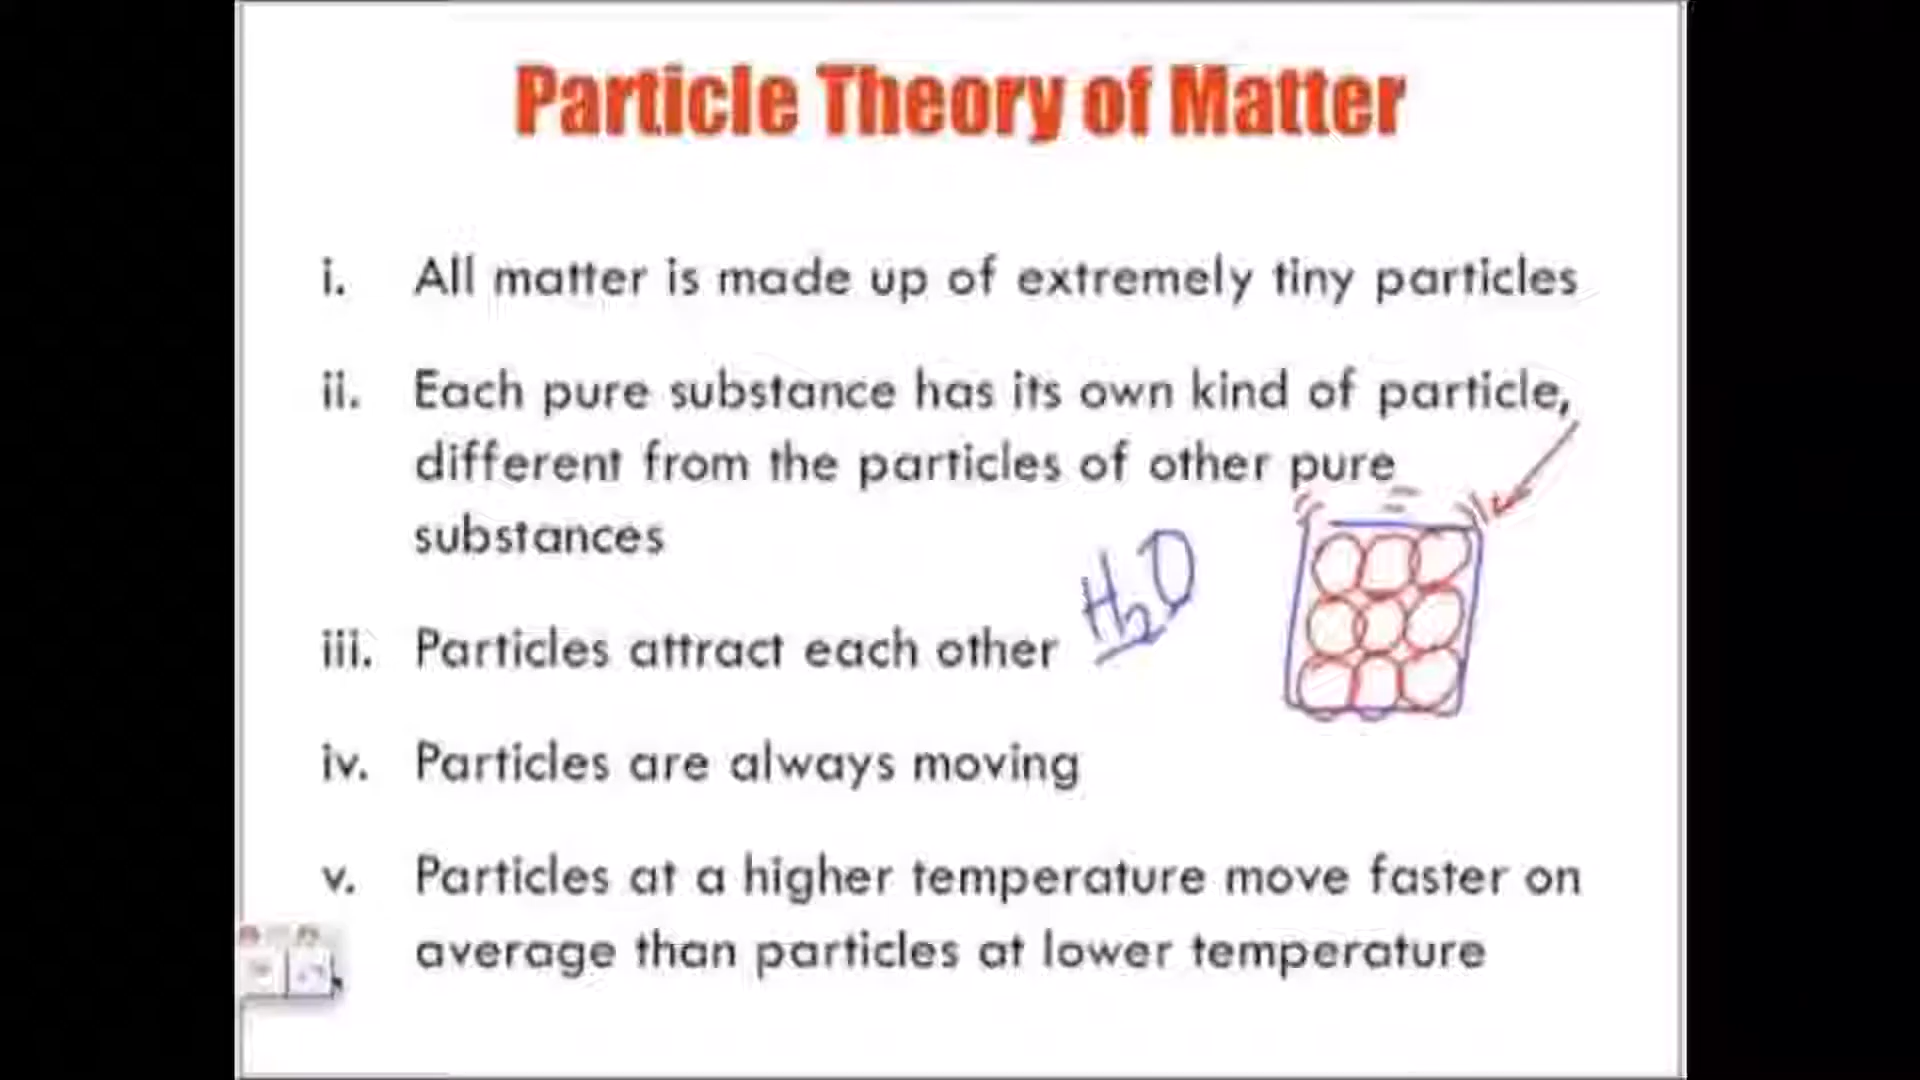 Particle Theory of Matter
i. All matter is made up of extremely tiny particles
ii. Each pure substance has its own kind of particle,
different from the particles of other pure
substances
H₂O
iii. Particles attract each other
iv. Particles are always moving
v. Particles at a higher temperature move faster on
average than particles at lower temperature